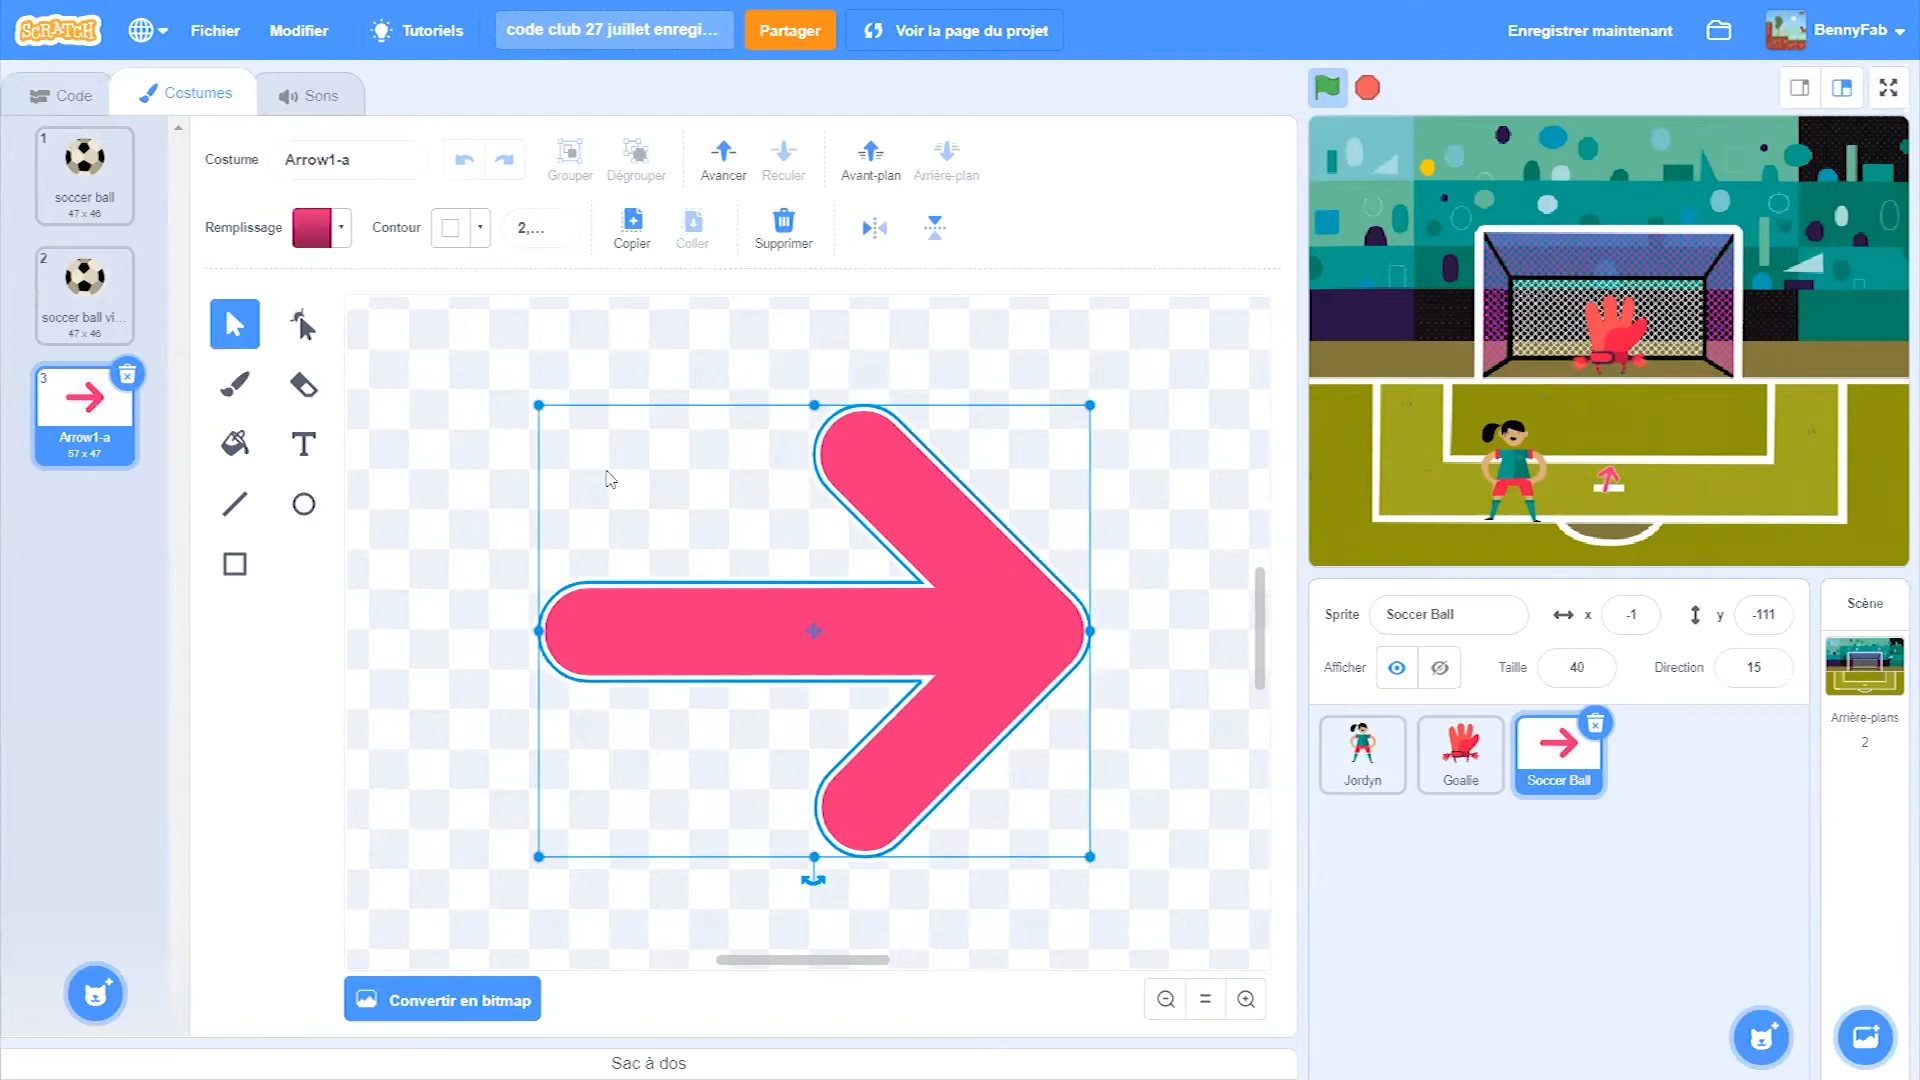 SCRATCH
Fichier
Modifier
Tutoriels
code club 27 juillet enregi...
Partager
Voir la page du projet
Enregistrer maintenant
BennyFab
Code
Costumes
Sons
1
soccer ball
47 x 46
2
soccer ball vi...
47 x 46
3
Arrow1-a
57 x 47
Costume
Arrow1-a
Grouper
Dégrouper
Avancer
Reculer
Avant-plan
Arrière-plan
Remplissage
Contour
2,...
Copier
Coller
Supprimer
T
Convertir en bitmap
=
Sac à dos
Sprite
Soccer Ball
x
-1
y
-111
Afficher
Taille
40
Direction
15
Jordyn
Goalie
Soccer Ball
Scène
Arrière-plans
2